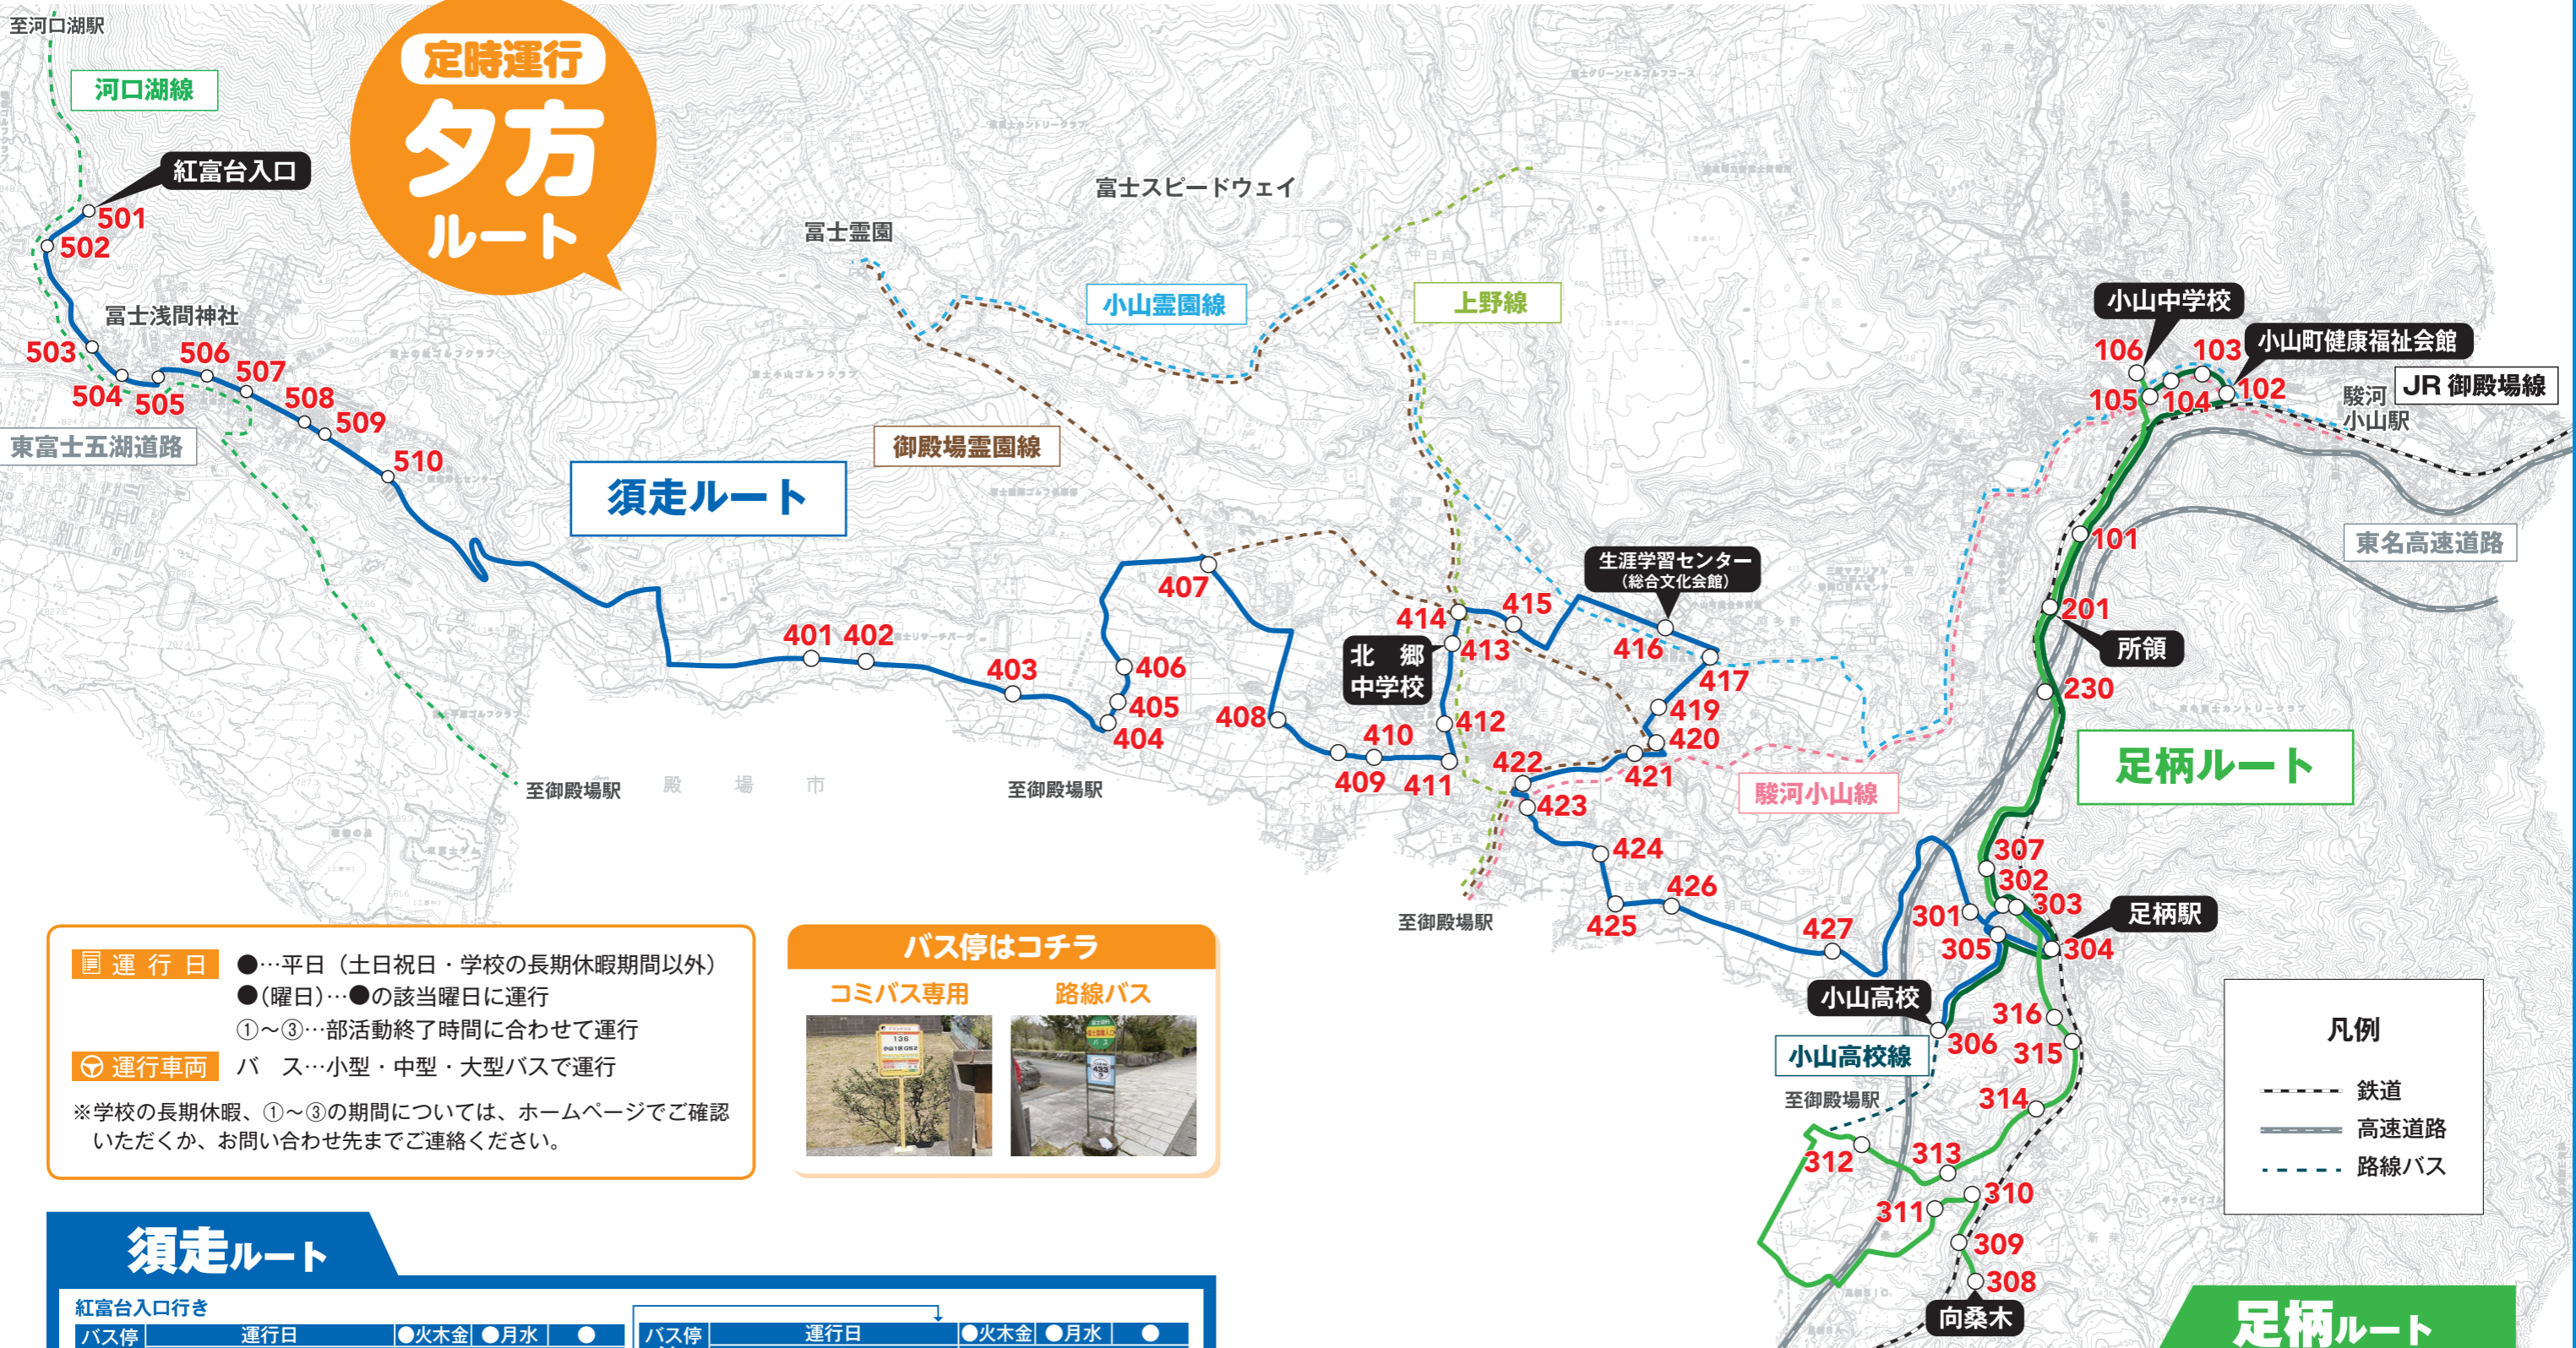 至河口湖駅
河口湖線
定時運行
夕方
ルート
紅富台入口
501
502
冨士浅間神社
503
504
505
506
507
508
509
510
東富士五湖道路
須走ルート
冨士霊園
富士スピードウェイ
小山霊園線
上野線
御殿場霊園線
401
402
403
404
405
406
407
408
409
410
411
412
413
414
415
416
417
419
420
421
422
423
424
425
426
427
北郷
中学校
生涯学習センター
（総合文化会館）
駿河小山線
御殿場市
至御殿場駅
至御殿場駅
至御殿場駅
小山中学校
小山町健康福祉会館
106
103
105
104
102
駿河
小山駅
JR 御殿場線
101
東名高速道路
201
所領
230
足柄ルート
307
302
303
301
305
304
足柄駅
小山高校
306
小山高校線
至御殿場駅
316
315
314
313
312
311
310
309
308
向桑木
凡例
鉄道
高速道路
路線バス
運行日
●…平日（土日祝日・学校の長期休暇期間以外）
●(曜日)…●の該当曜日に運行
①～③…部活動終了時間に合わせて運行
運行車両
バ　ス…小型・中型・大型バスで運行
※学校の長期休暇、①～③の期間については、ホームページでご確認
いただくか、お問い合わせ先までご連絡ください。
バス停はコチラ
コミバス専用
路線バス
136
須走ルート
紅富台入口行き
バス停 運行日 ●火木金 ●月水 ●
バス停 運行日 ●火木金 ●月水 ●
足柄ルート